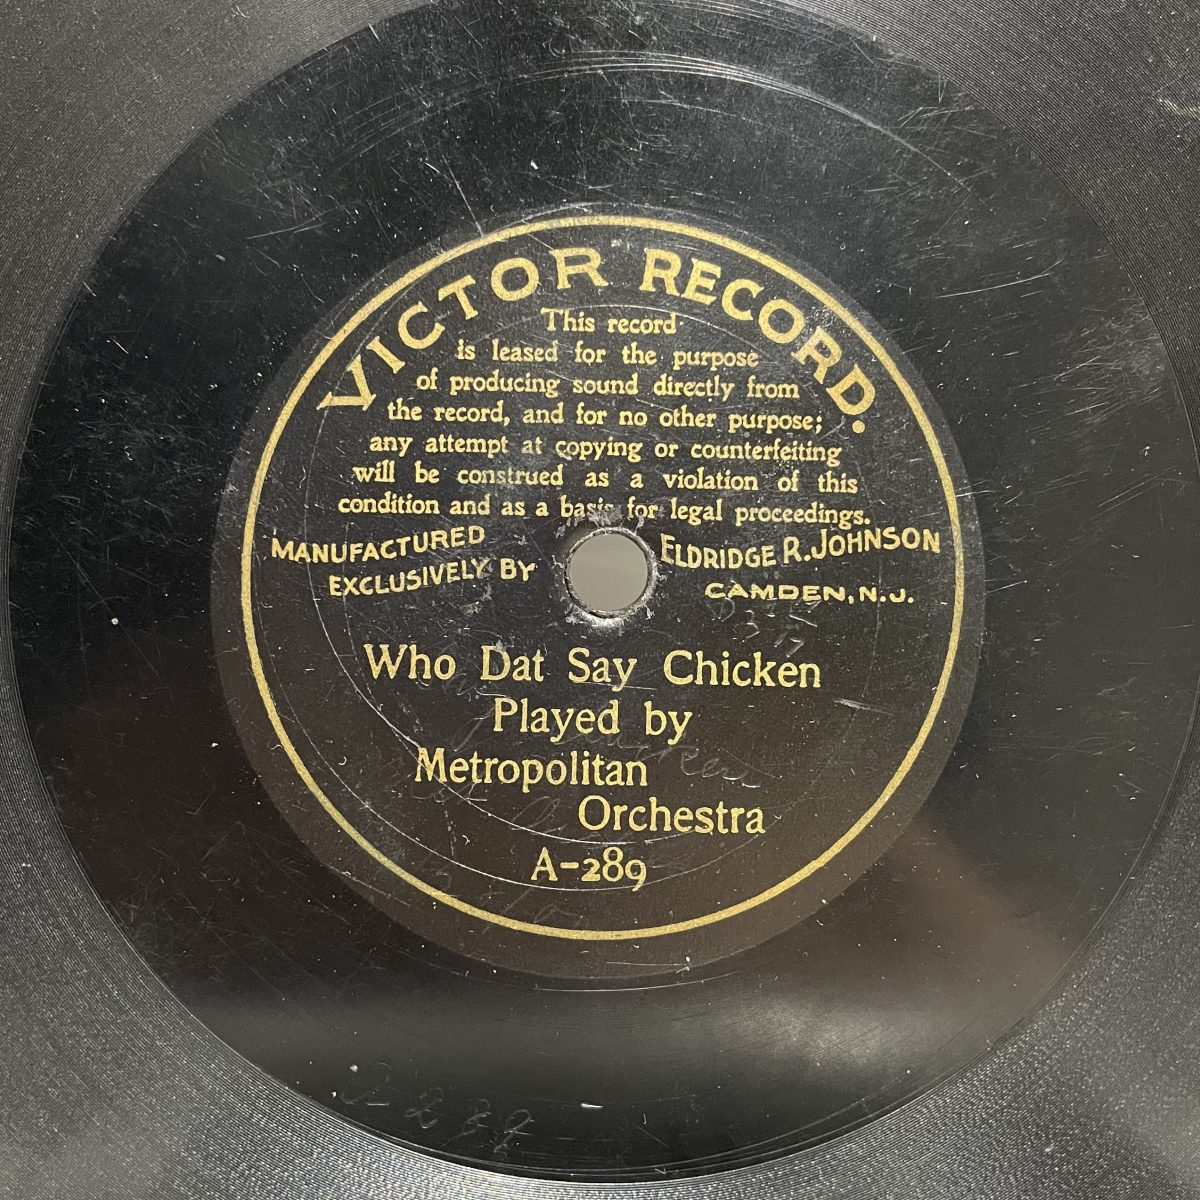 VICTOR RECORD.
This record
is leased for the purpose
of producing sound directly from
the record, and for no other purpose;
any attempt at copying or counterfeiting
will be construed as a violation of this
condition and as a basis for legal proceedings.
MANUFACTURED
EXCLUSIVELY BY
ELDRIDGE R. JOHNSON
CAMDEN, N.J.
Who Dat Say Chicken
Played by
Metropolitan
Orchestra
A-289